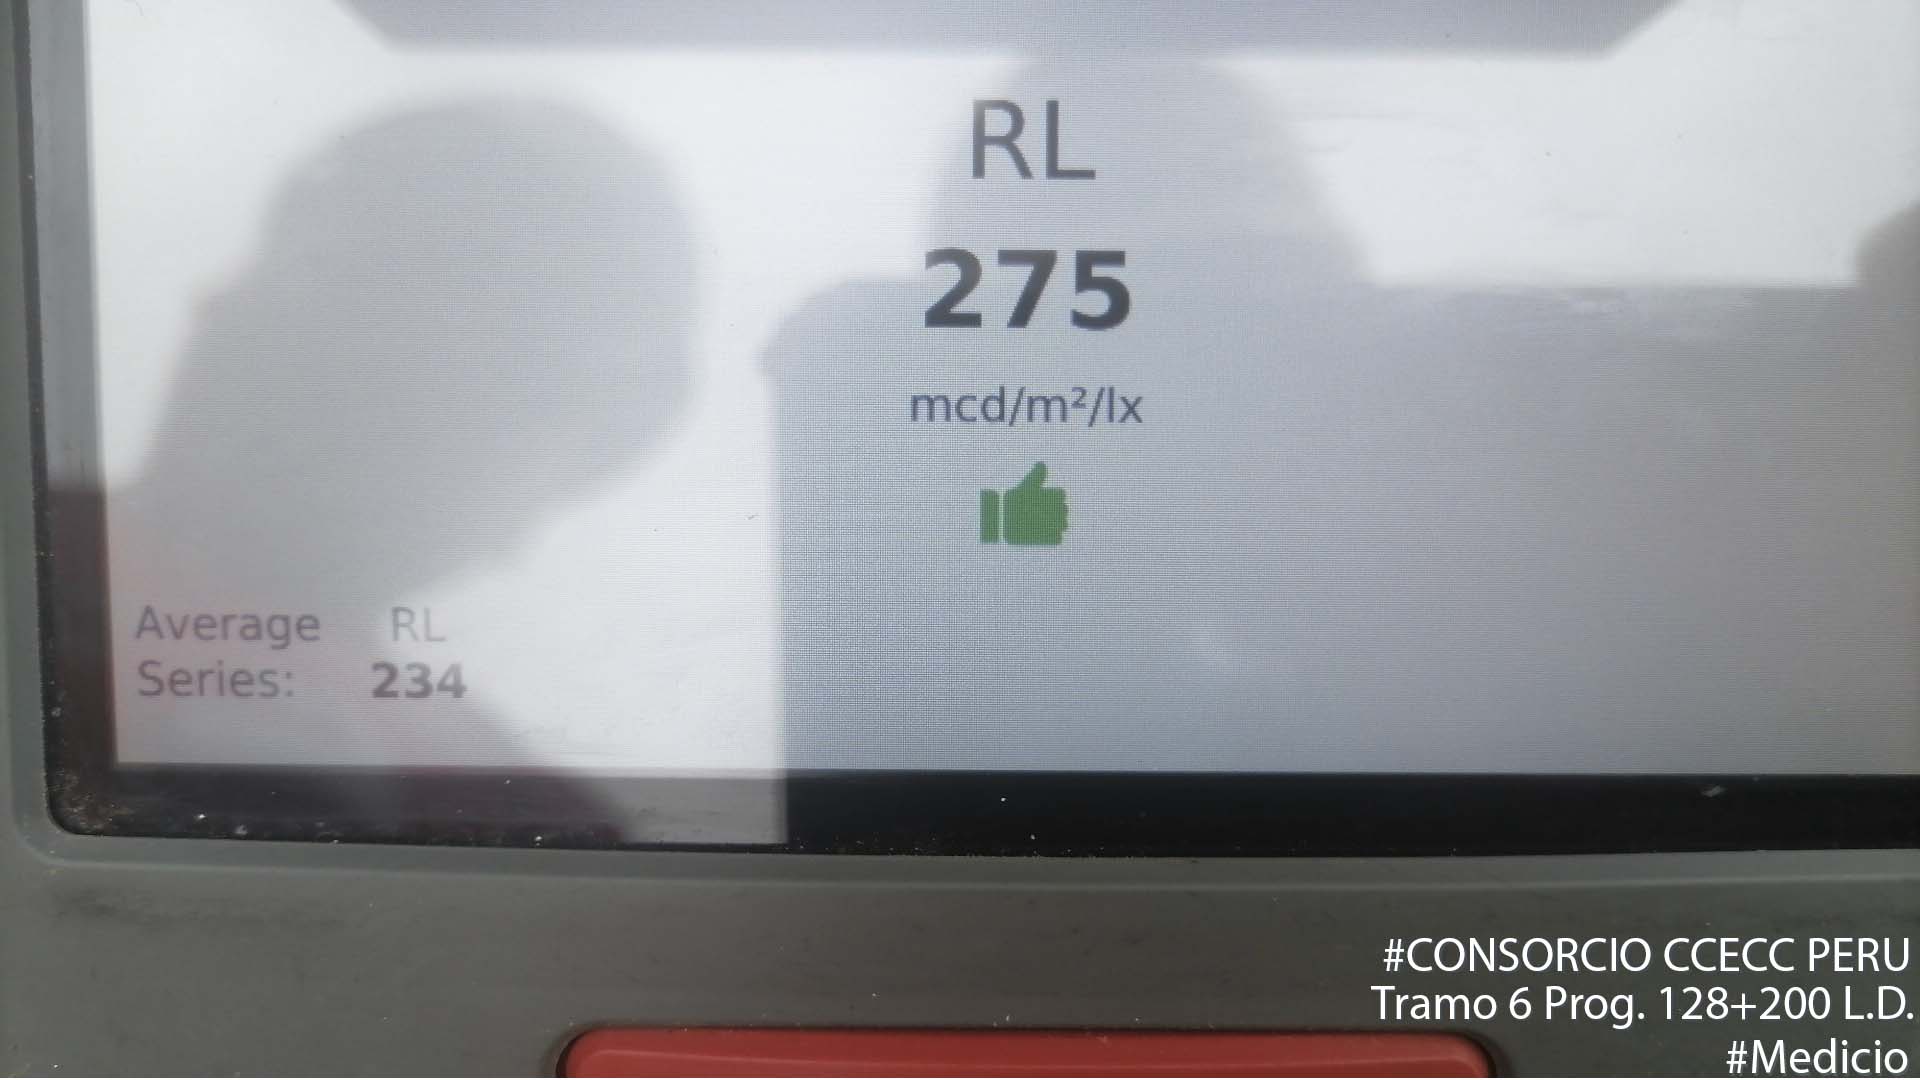 RL
275
mcd/m²/lx
Average RL
Series: 234
#CONSORCIO CCECC PERU
Tramo 6 Prog. 128+200 L.D.
#Medicio